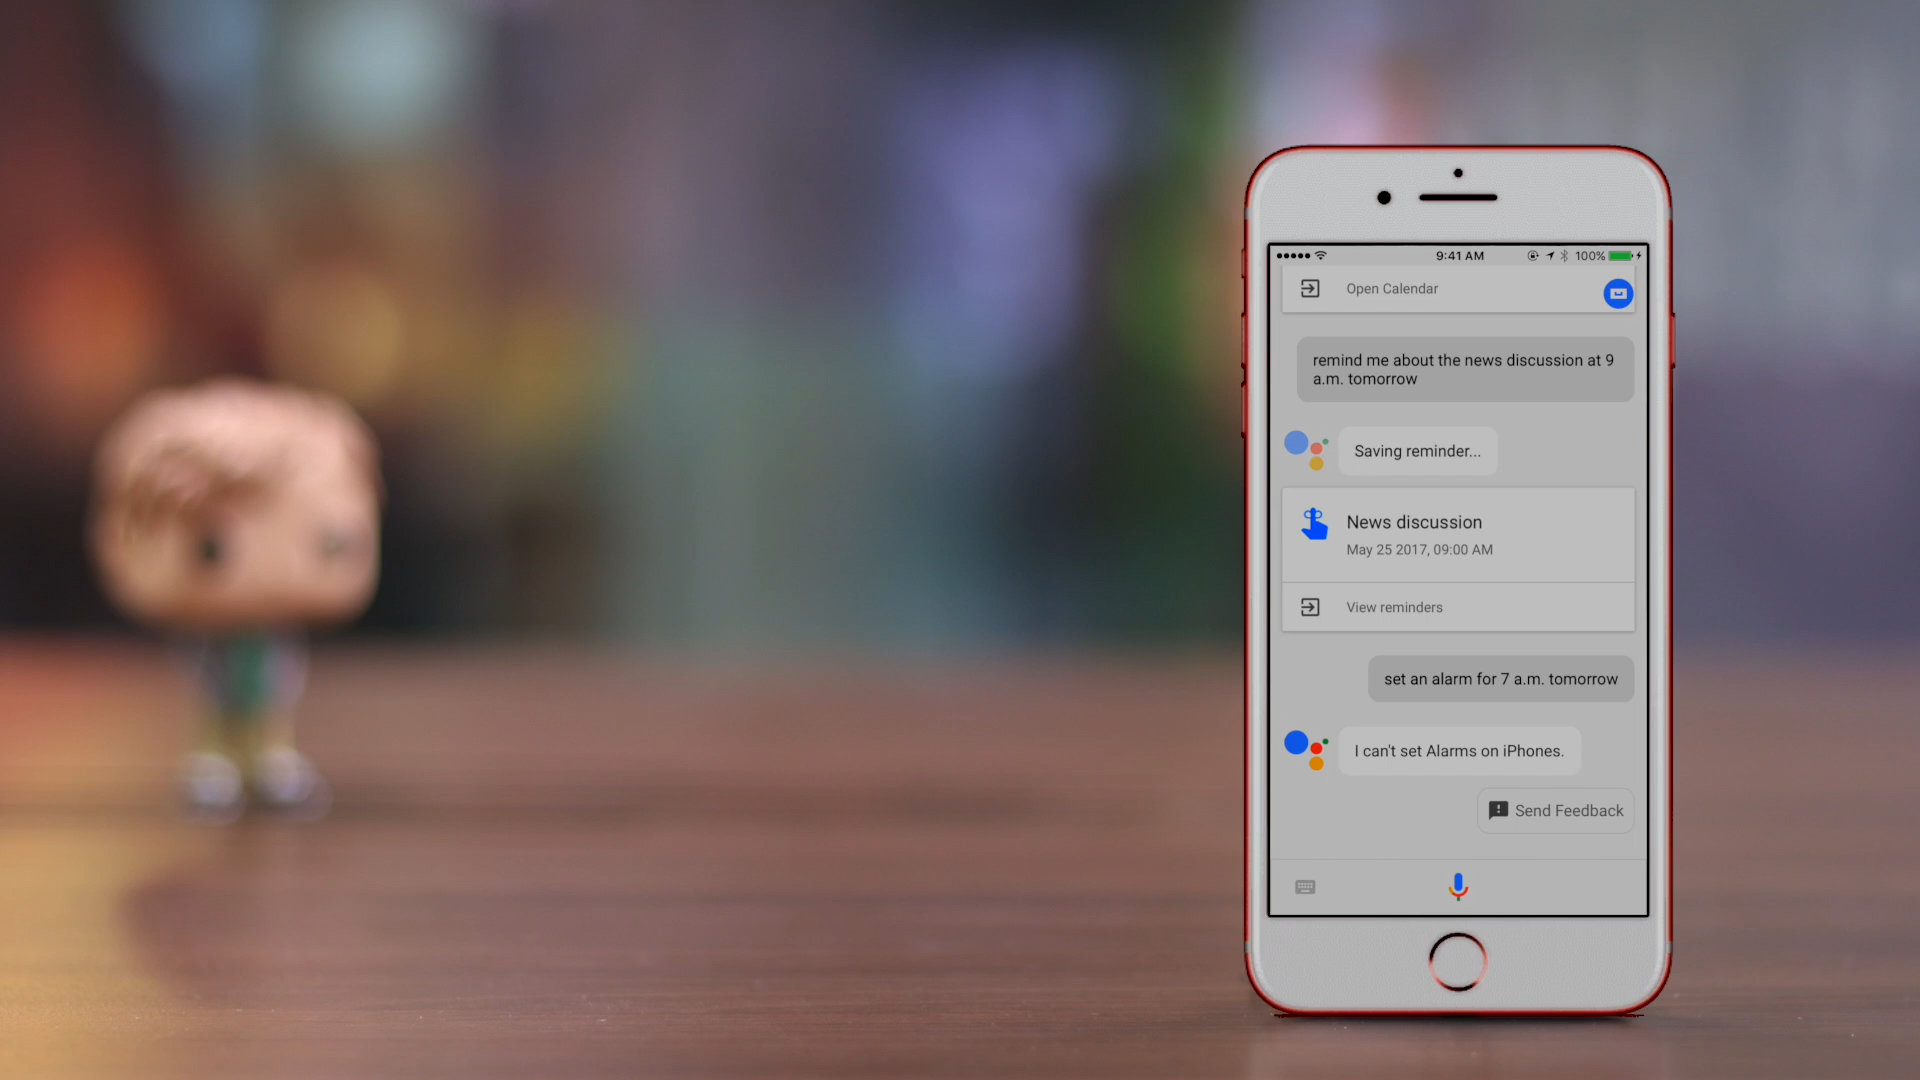 9:41 AM
100%
Open Calendar
remind me about the news discussion at 9
a.m. tomorrow
Saving reminder...
News discussion
May 25 2017, 09:00 AM
View reminders
set an alarm for 7 a.m. tomorrow
I can't set Alarms on iPhones.
Send Feedback